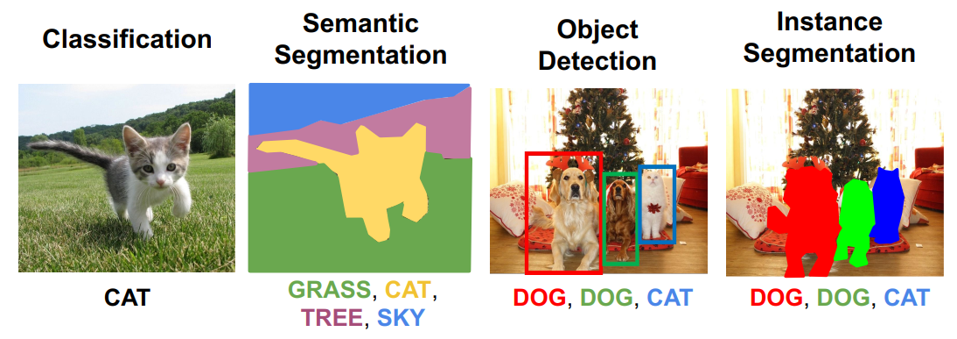 Classification
Semantic
Segmentation
Object
Detection
Instance
Segmentation
CAT
GRASS, CAT,
TREE, SKY
DOG, DOG, CAT
DOG, DOG, CAT